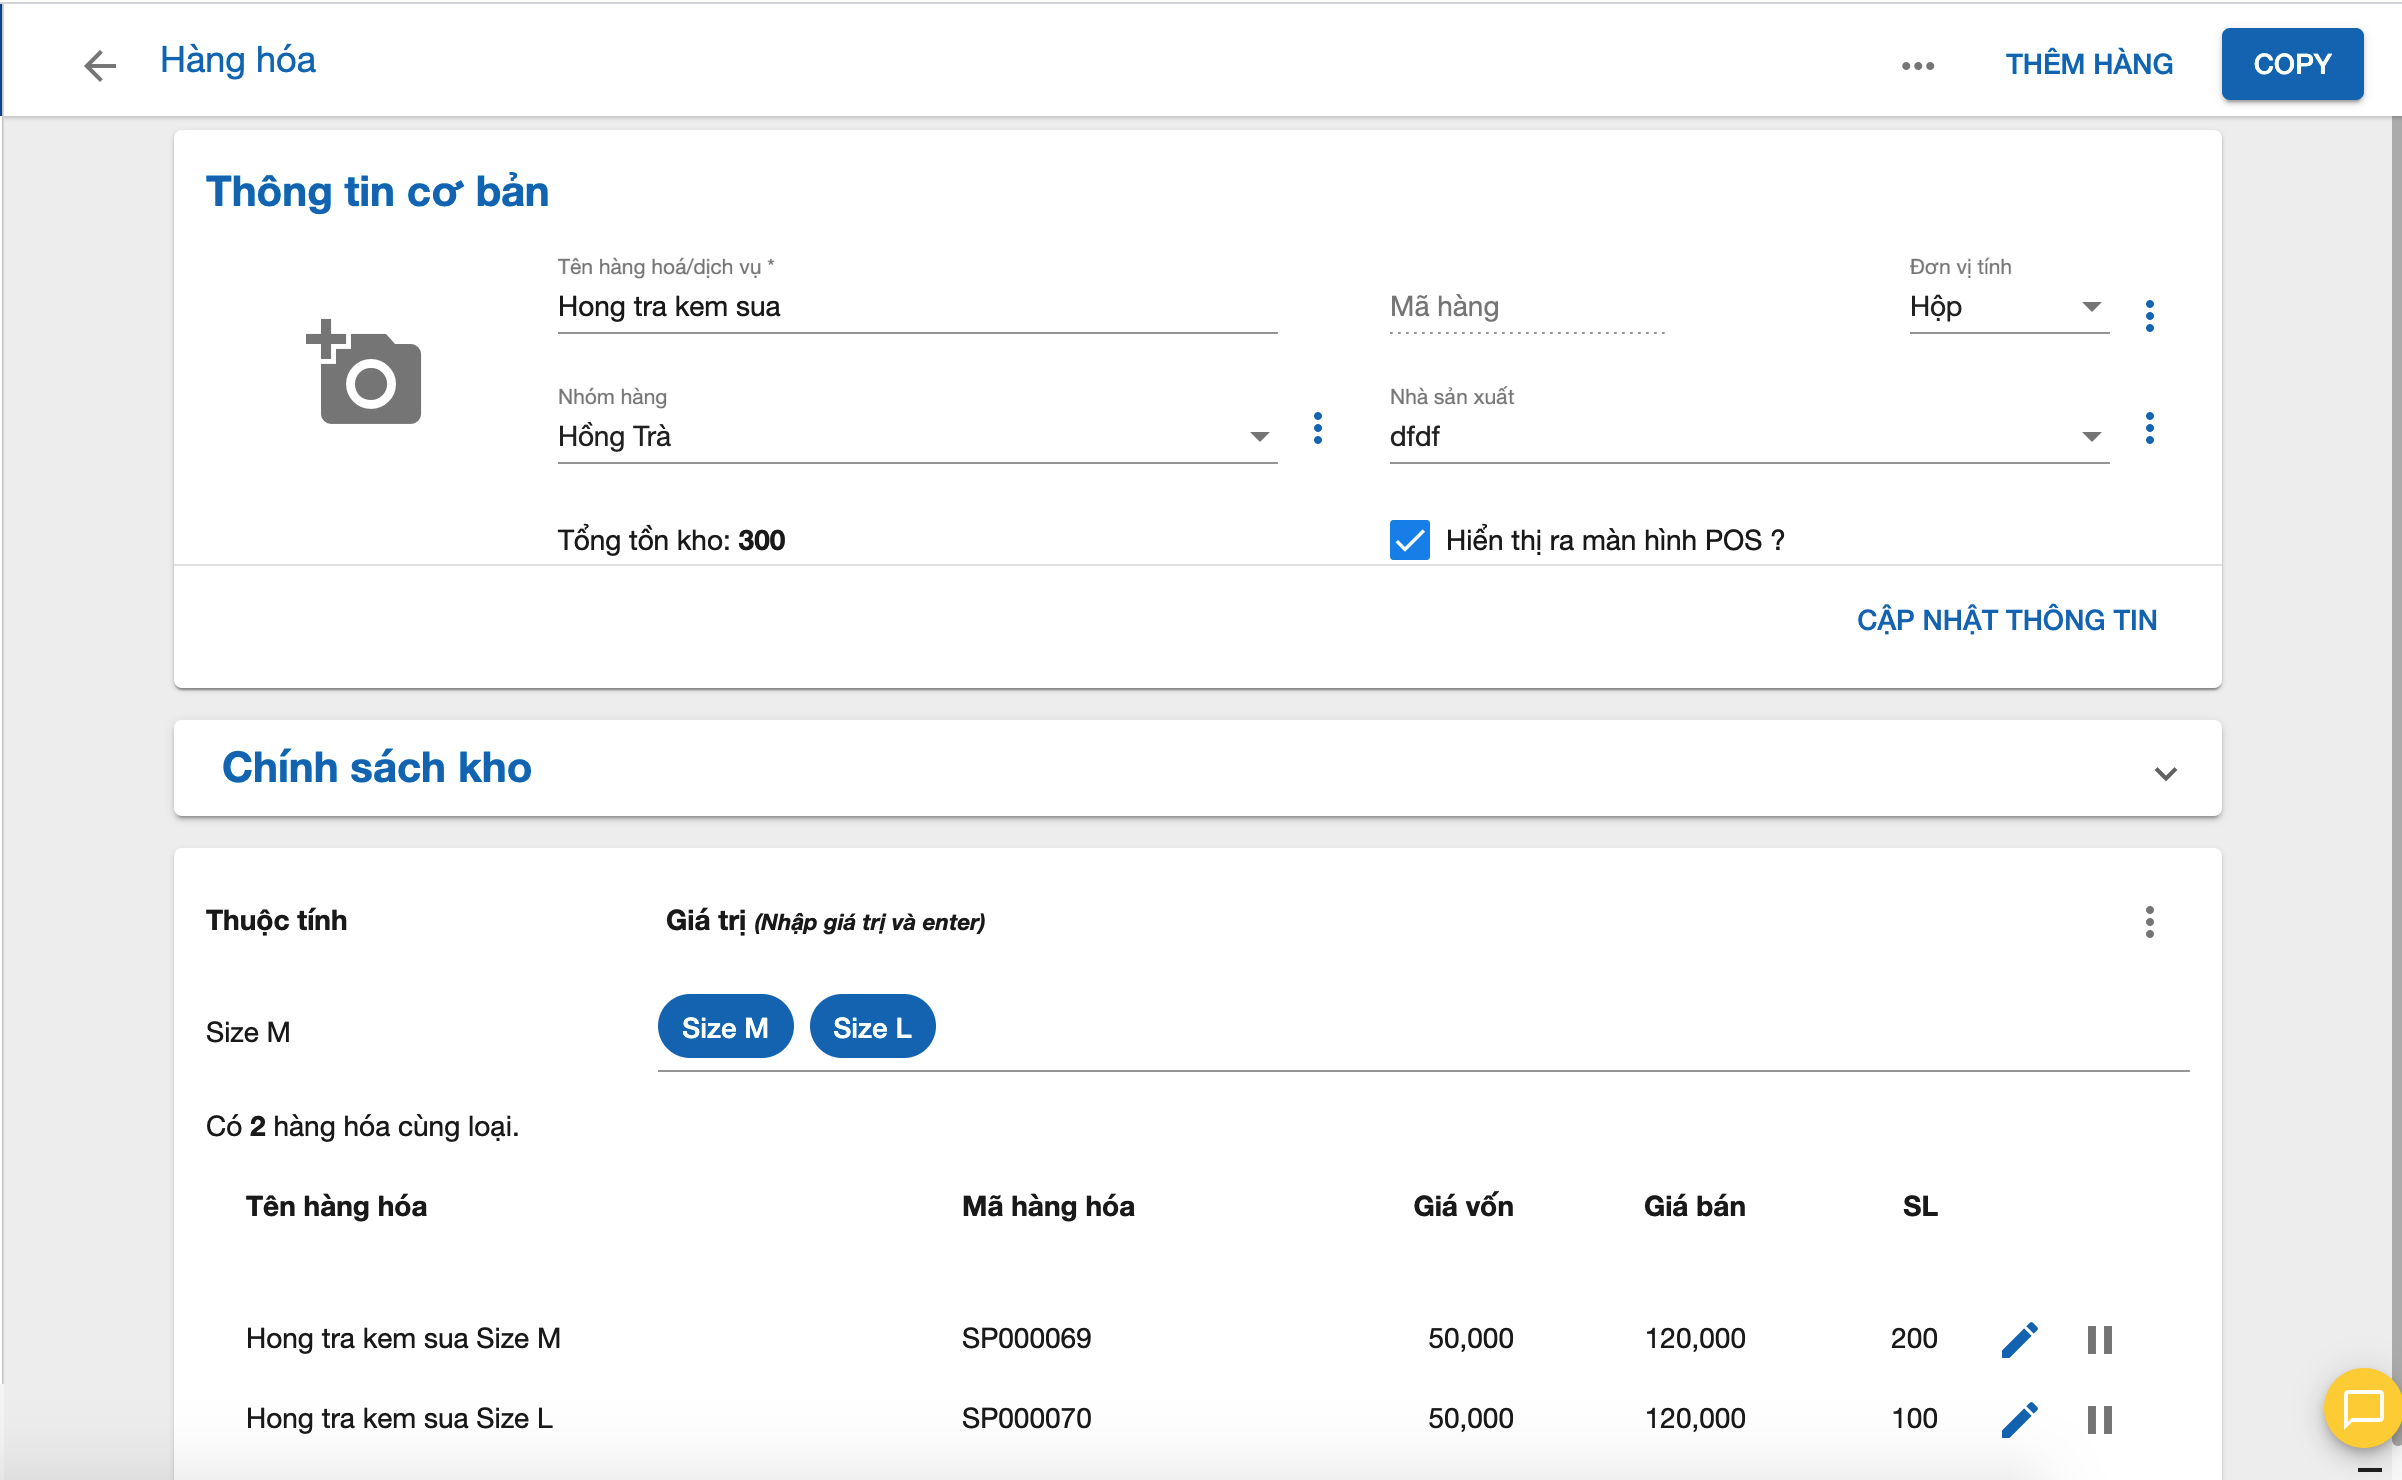 Hàng hóa
THÊM HÀNG
COPY
Thông tin cơ bản
Tên hàng hoá/dịch vụ *
Hong tra kem sua
Mã hàng
Đơn vị tính
Hộp
Nhóm hàng
Hồng Trà
Nhà sản xuất
dfdf
Tổng tồn kho: 300
Hiển thị ra màn hình POS ?
CẬP NHẬT THÔNG TIN
Chính sách kho
Thuộc tính
Giá trị (Nhập giá trị và enter)
Size M
Size M
Size L
Có 2 hàng hóa cùng loại.
Tên hàng hóa Mã hàng hóa Giá vốn Giá bán SL
Hong tra kem sua Size M SP000069 50,000 120,000 200
Hong tra kem sua Size L SP000070 50,000 120,000 100